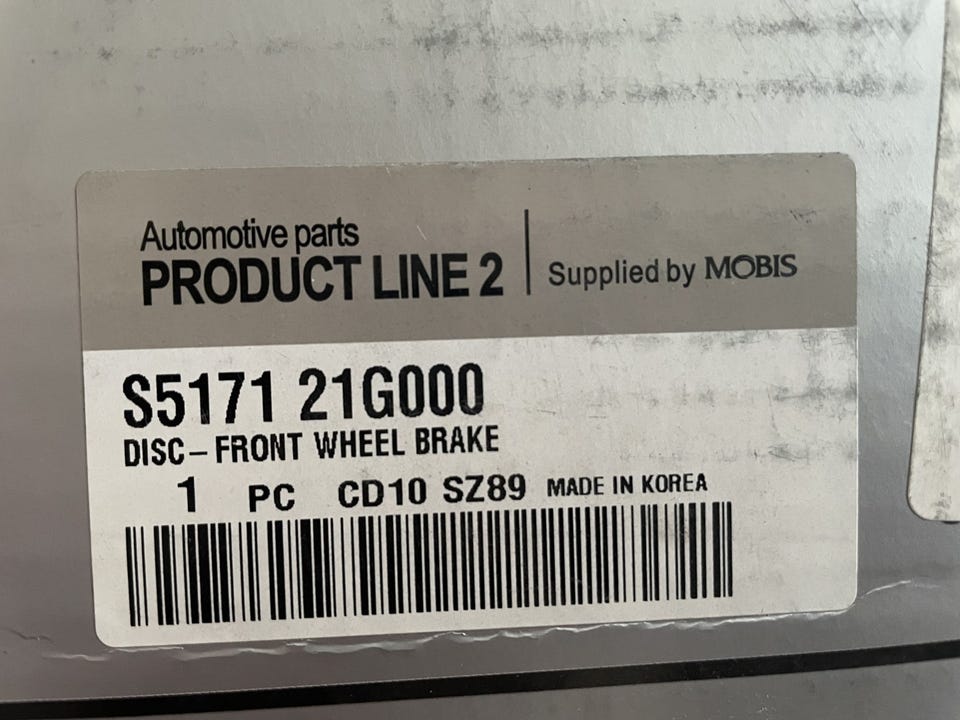 Automotive parts
PRODUCT LINE 2
Supplied by MOBIS
S5171 21G000
DISC-FRONT WHEEL BRAKE
1 PC CD10 SZ89 MADE IN KOREA